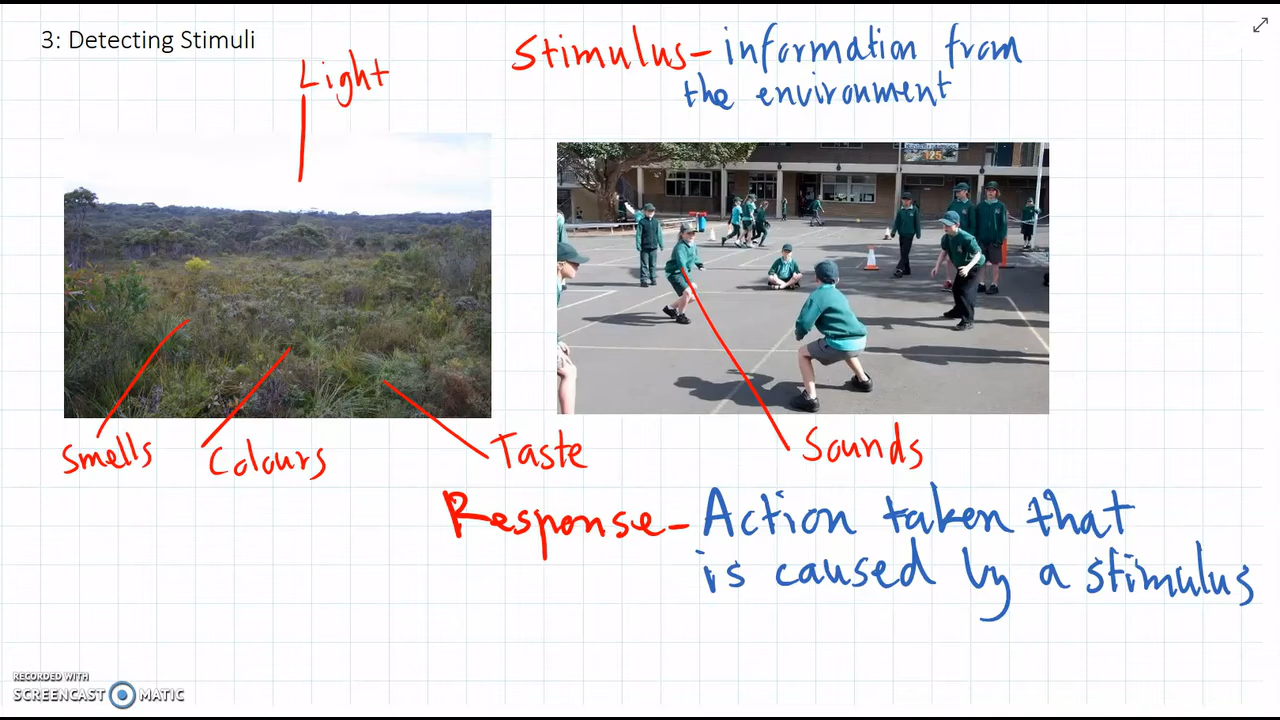 3: Detecting Stimuli
Stimulus - information from
the environment
Light
125
Smells
Colours
Taste
Sounds
Response - Action taken that
is caused by a stimulus
RECORDED WITH
SCREENCAST MATIC